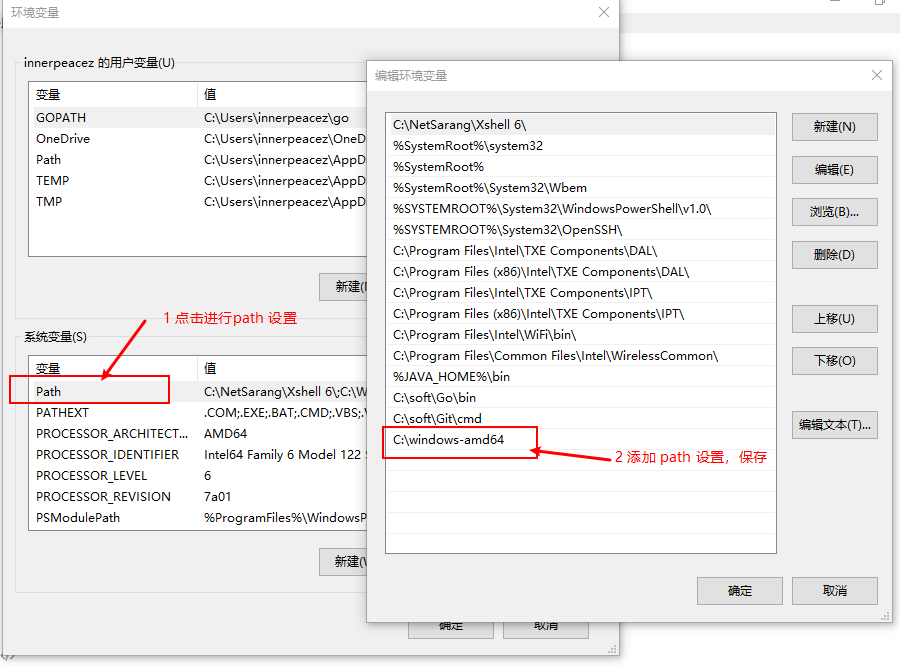 环境变量
innerpeacez 的用户变量(U)
变量 值
GOPATH C:\Users\innerpeacez\go
OneDrive C:\Users\innerpeacez\OneD
Path C:\Users\innerpeacez\AppD
TEMP C:\Users\innerpeacez\AppD
TMP C:\Users\innerpeacez\AppD
新建(
1 点击进行path 设置
系统变量(S)
变量 值
Path C:\NetSarang\Xshell 6\;C:\W
PATHEXT .COM;.EXE;.BAT;.CMD;.VBS;.
PROCESSOR_ARCHITECT... AMD64
PROCESSOR_IDENTIFIER Intel64 Family 6 Model 122
PROCESSOR_LEVEL 6
PROCESSOR_REVISION 7a01
PSModulePath %ProgramFiles%\WindowsP
新建(
确定 取消
编辑环境变量
C:\NetSarang\Xshell 6\
%SystemRoot%\system32
%SystemRoot%
%SystemRoot%\System32\Wbem
%SYSTEMROOT%\System32\WindowsPowerShell\v1.0\
%SYSTEMROOT%\System32\OpenSSH\
C:\Program Files\Intel\TXE Components\DAL\
C:\Program Files (x86)\Intel\TXE Components\DAL\
C:\Program Files\Intel\TXE Components\IPT\
C:\Program Files (x86)\Intel\TXE Components\IPT\
C:\Program Files\Intel\WiFi\bin\
C:\Program Files\Common Files\Intel\WirelessCommon\
%JAVA_HOME%\bin
C:\soft\Go\bin
C:\soft\Git\cmd
C:\windows-amd64
2 添加 path 设置，保存
新建(N)
编辑(E)
浏览(B)...
删除(D)
上移(U)
下移(O)
编辑文本(T)...
确定 取消